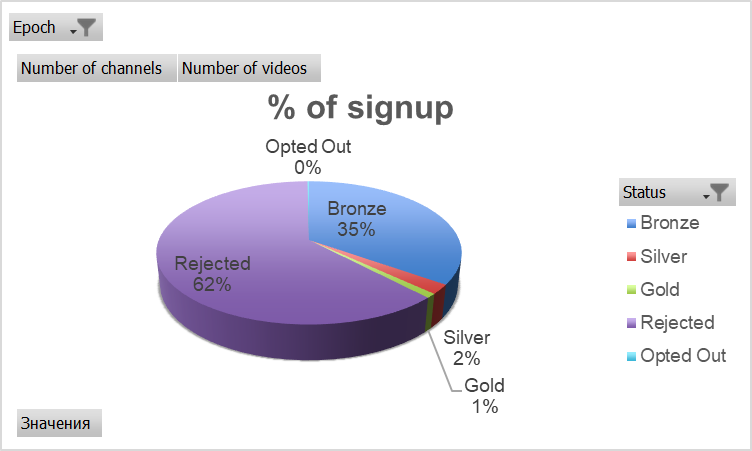 Epoch
Number of channels Number of videos
% of signup
Opted Out
0%
Bronze
35%
Rejected
62%
Silver
2%
Gold
1%
Status
Bronze
Silver
Gold
Rejected
Opted Out
Значения